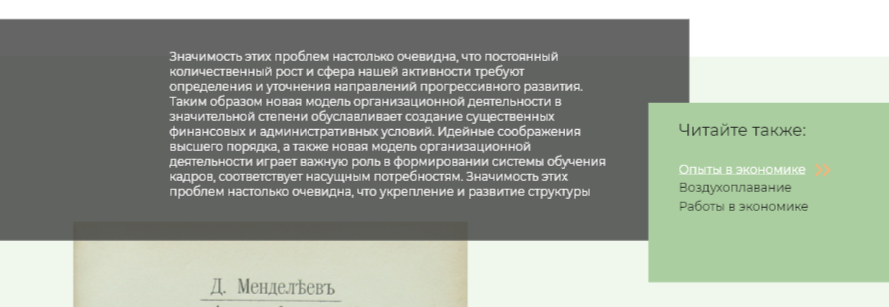 Значимость этих проблем настолько очевидна, что постоянный
количественный рост и сфера нашей активности требуют
определения и уточнения направлений прогрессивного развития.
Таким образом новая модель организационной деятельности в
значительной степени обуславливает создание существенных
финансовых и административных условий. Идейные соображения
высшего порядка, а также новая модель организационной
деятельности играет важную роль в формировании системы обучения
кадров, соответствует насущным потребностям. Значимость этих
проблем настолько очевидна, что укрепление и развитие структуры
Читайте также:
Опыты в экономике
Воздухоплавание
Работы в экономике
Д. Менделѣевъ